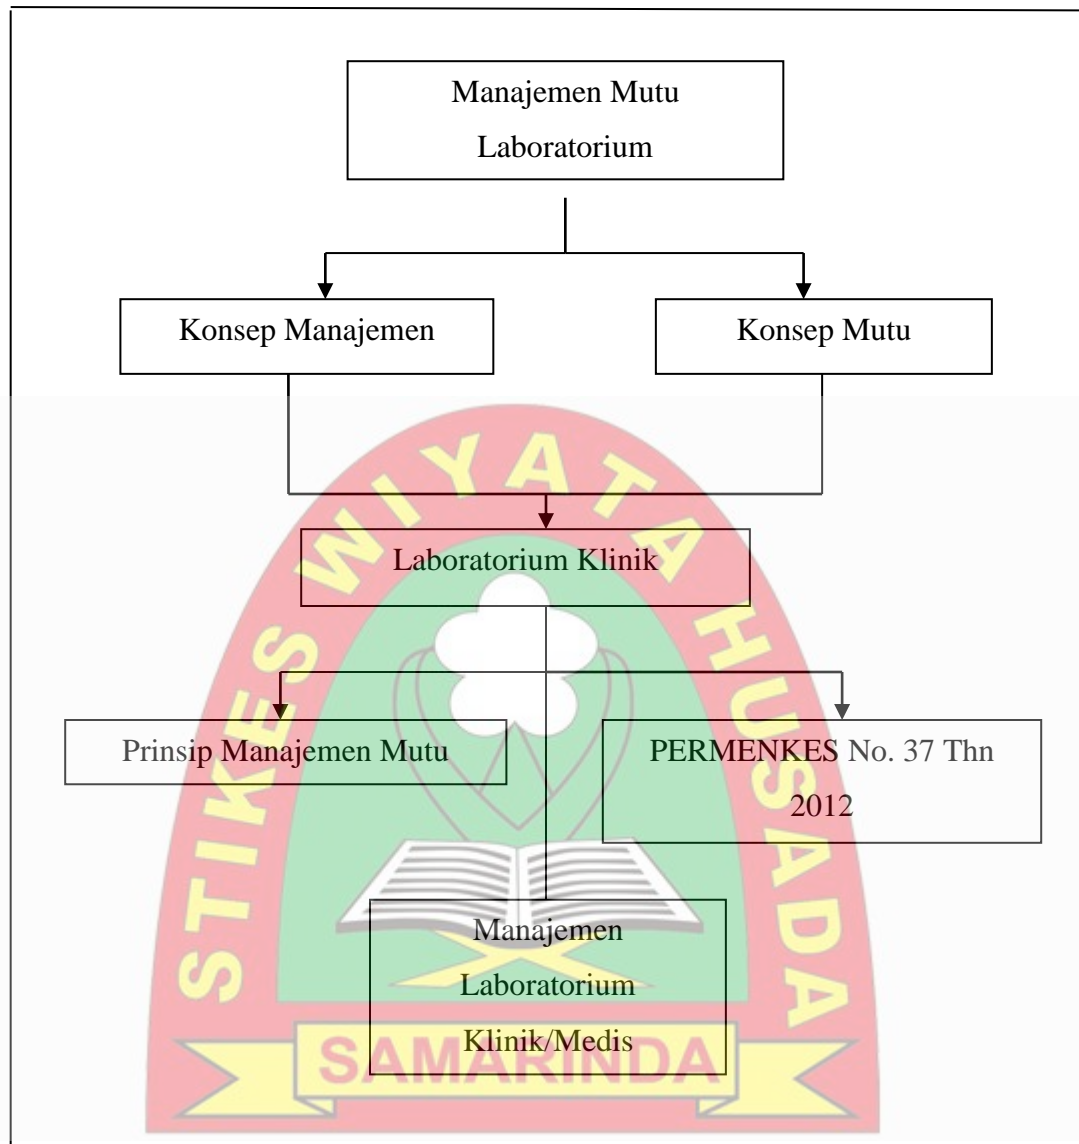 Manajemen Mutu
Laboratorium
Konsep Manajemen
Konsep Mutu
Laboratorium Klinik
Prinsip Manajemen Mutu
PERMENKES No. 37 Thn
2012
Manajemen
Laboratorium
Klinik/Medis
STIKES WIYATA HUSADA
SAMARINDA